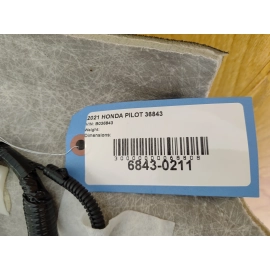 2021 HONDA PILOT 36843
Weight:
Dimensions:
6843-0211